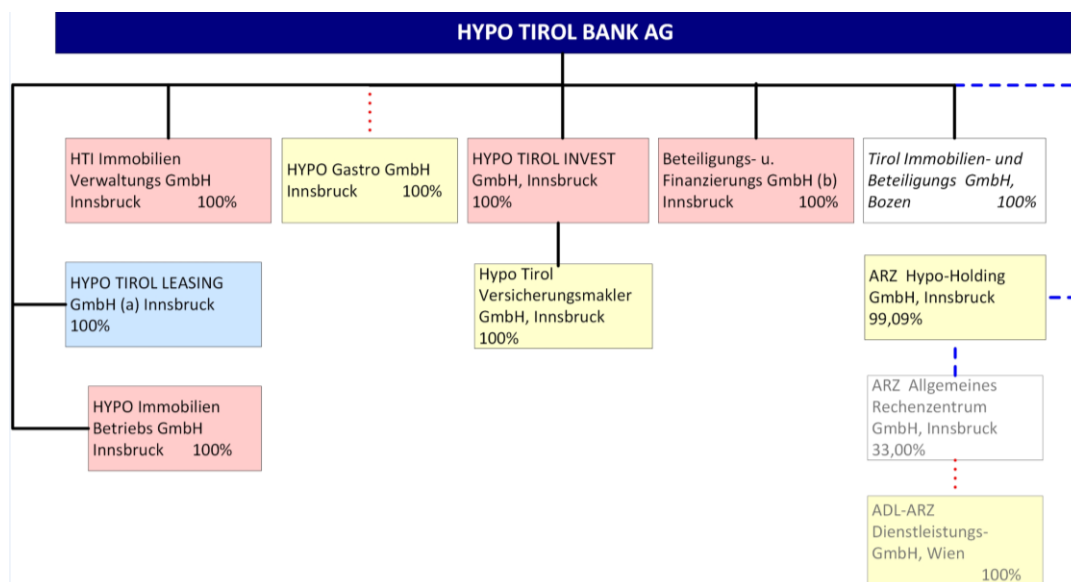 HYPO TIROL BANK AG
HTI Immobilien
Verwaltungs GmbH
Innsbruck 100%
HYPO Gastro GmbH
Innsbruck 100%
HYPO TIROL INVEST
GmbH, Innsbruck
100%
Beteiligungs- u.
Finanzierungs GmbH (b)
Innsbruck 100%
Tirol Immobilien- und
Beteiligungs GmbH,
Bozen 100%
HYPO TIROL LEASING
GmbH (a) Innsbruck
100%
Hypo Tirol
Versicherungsmakler
GmbH, Innsbruck
100%
ARZ Hypo-Holding
GmbH, Innsbruck
99,09%
HYPO Immobilien
Betriebs GmbH
Innsbruck 100%
ARZ Allgemeines
Rechenzentrum
GmbH, Innsbruck
33,00%
ADL-ARZ
Dienstleistungs-
GmbH, Wien
100%